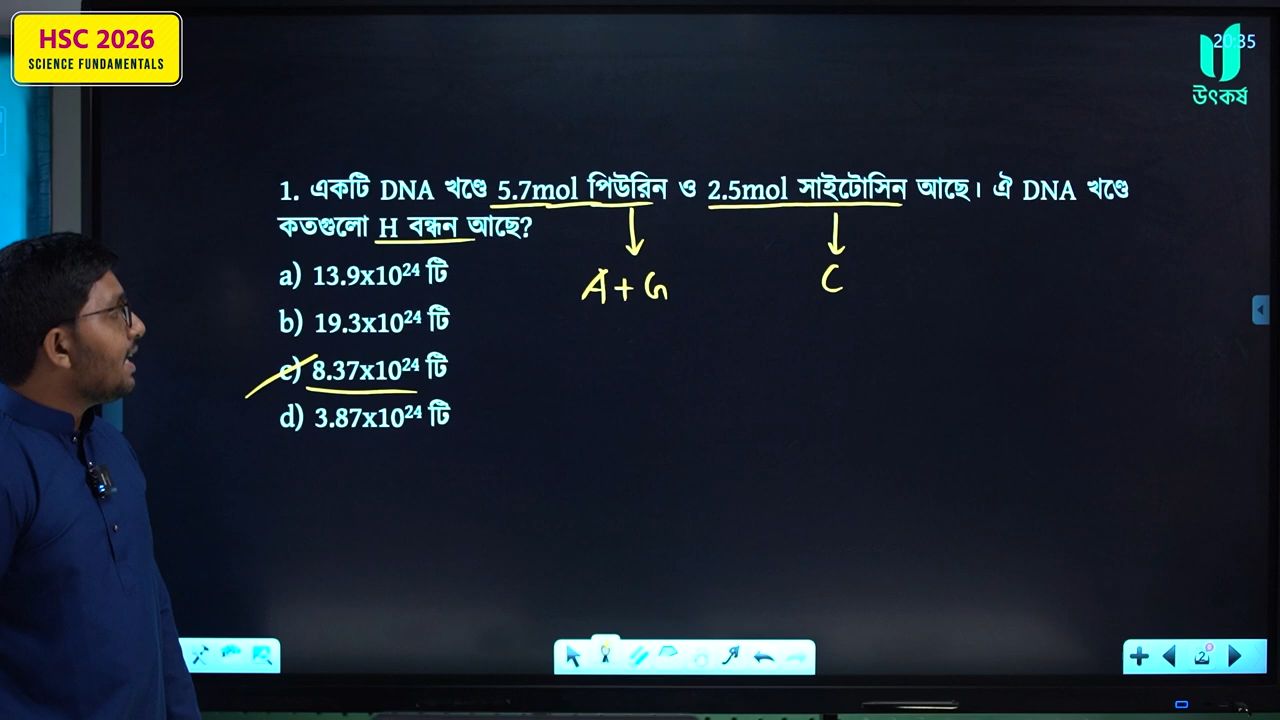 HSC 2026
SCIENCE FUNDAMENTALS
20:35
উৎকর্ষ
1. একটি DNA খণ্ডে 5.7mol পিউরিন ও 2.5mol সাইটোসিন আছে। ঐ DNA খণ্ডে
কতগুলো H বন্ধন আছে?
a) 13.9x10²⁴ টি
b) 19.3x10²⁴ টি
c) 8.37x10²⁴ টি
d) 3.87x10²⁴ টি
A + G
C
2